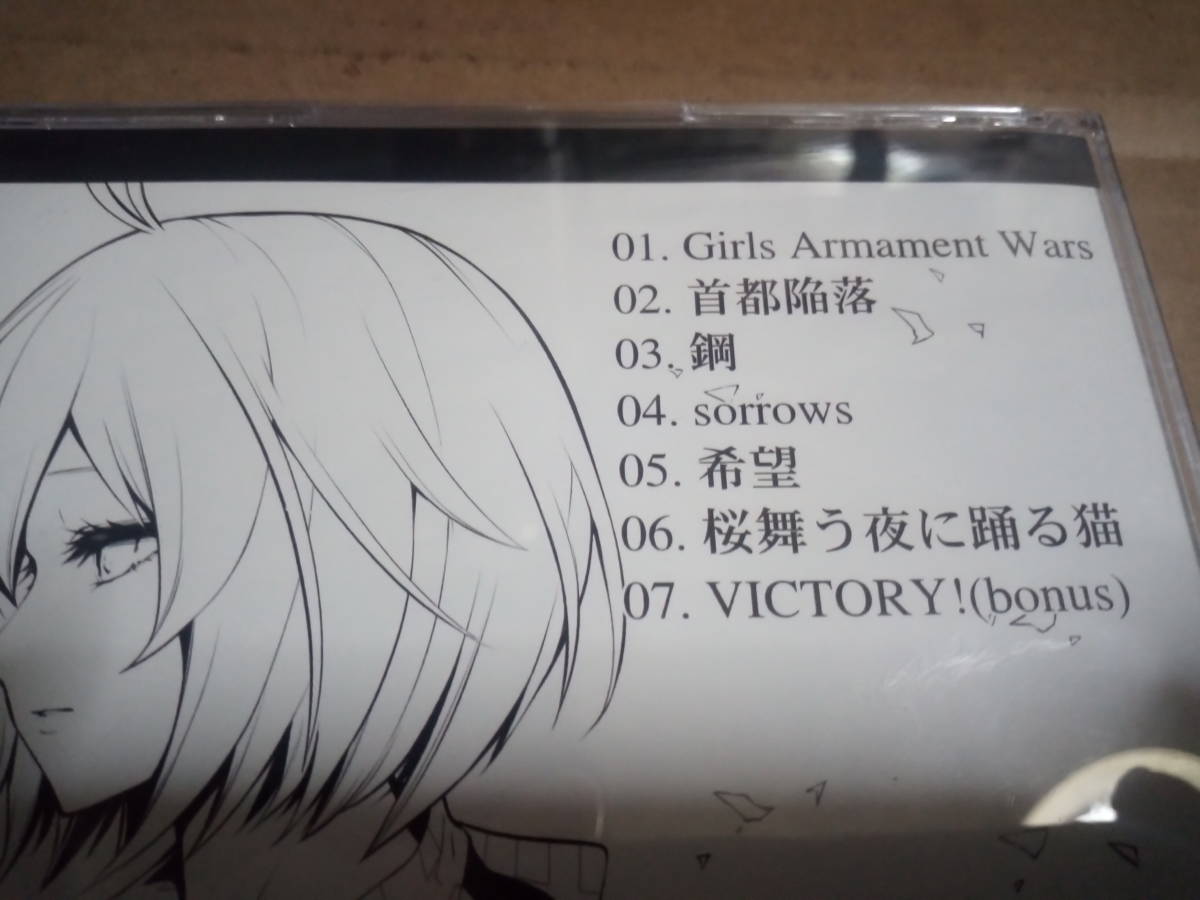 01. Girls Armament Wars
02. 首都陥落
03. 鋼
04. sorrows
05. 希望
06. 桜舞う夜に踊る猫
07. VICTORY!(bonus)